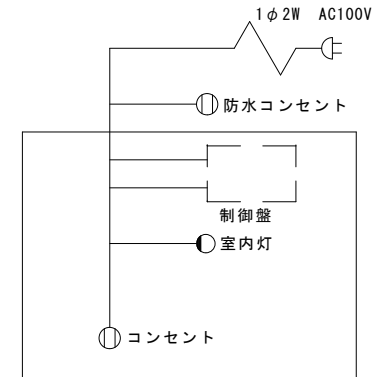 1φ2W AC100V
防水コンセント
制御盤
室内灯
コンセント